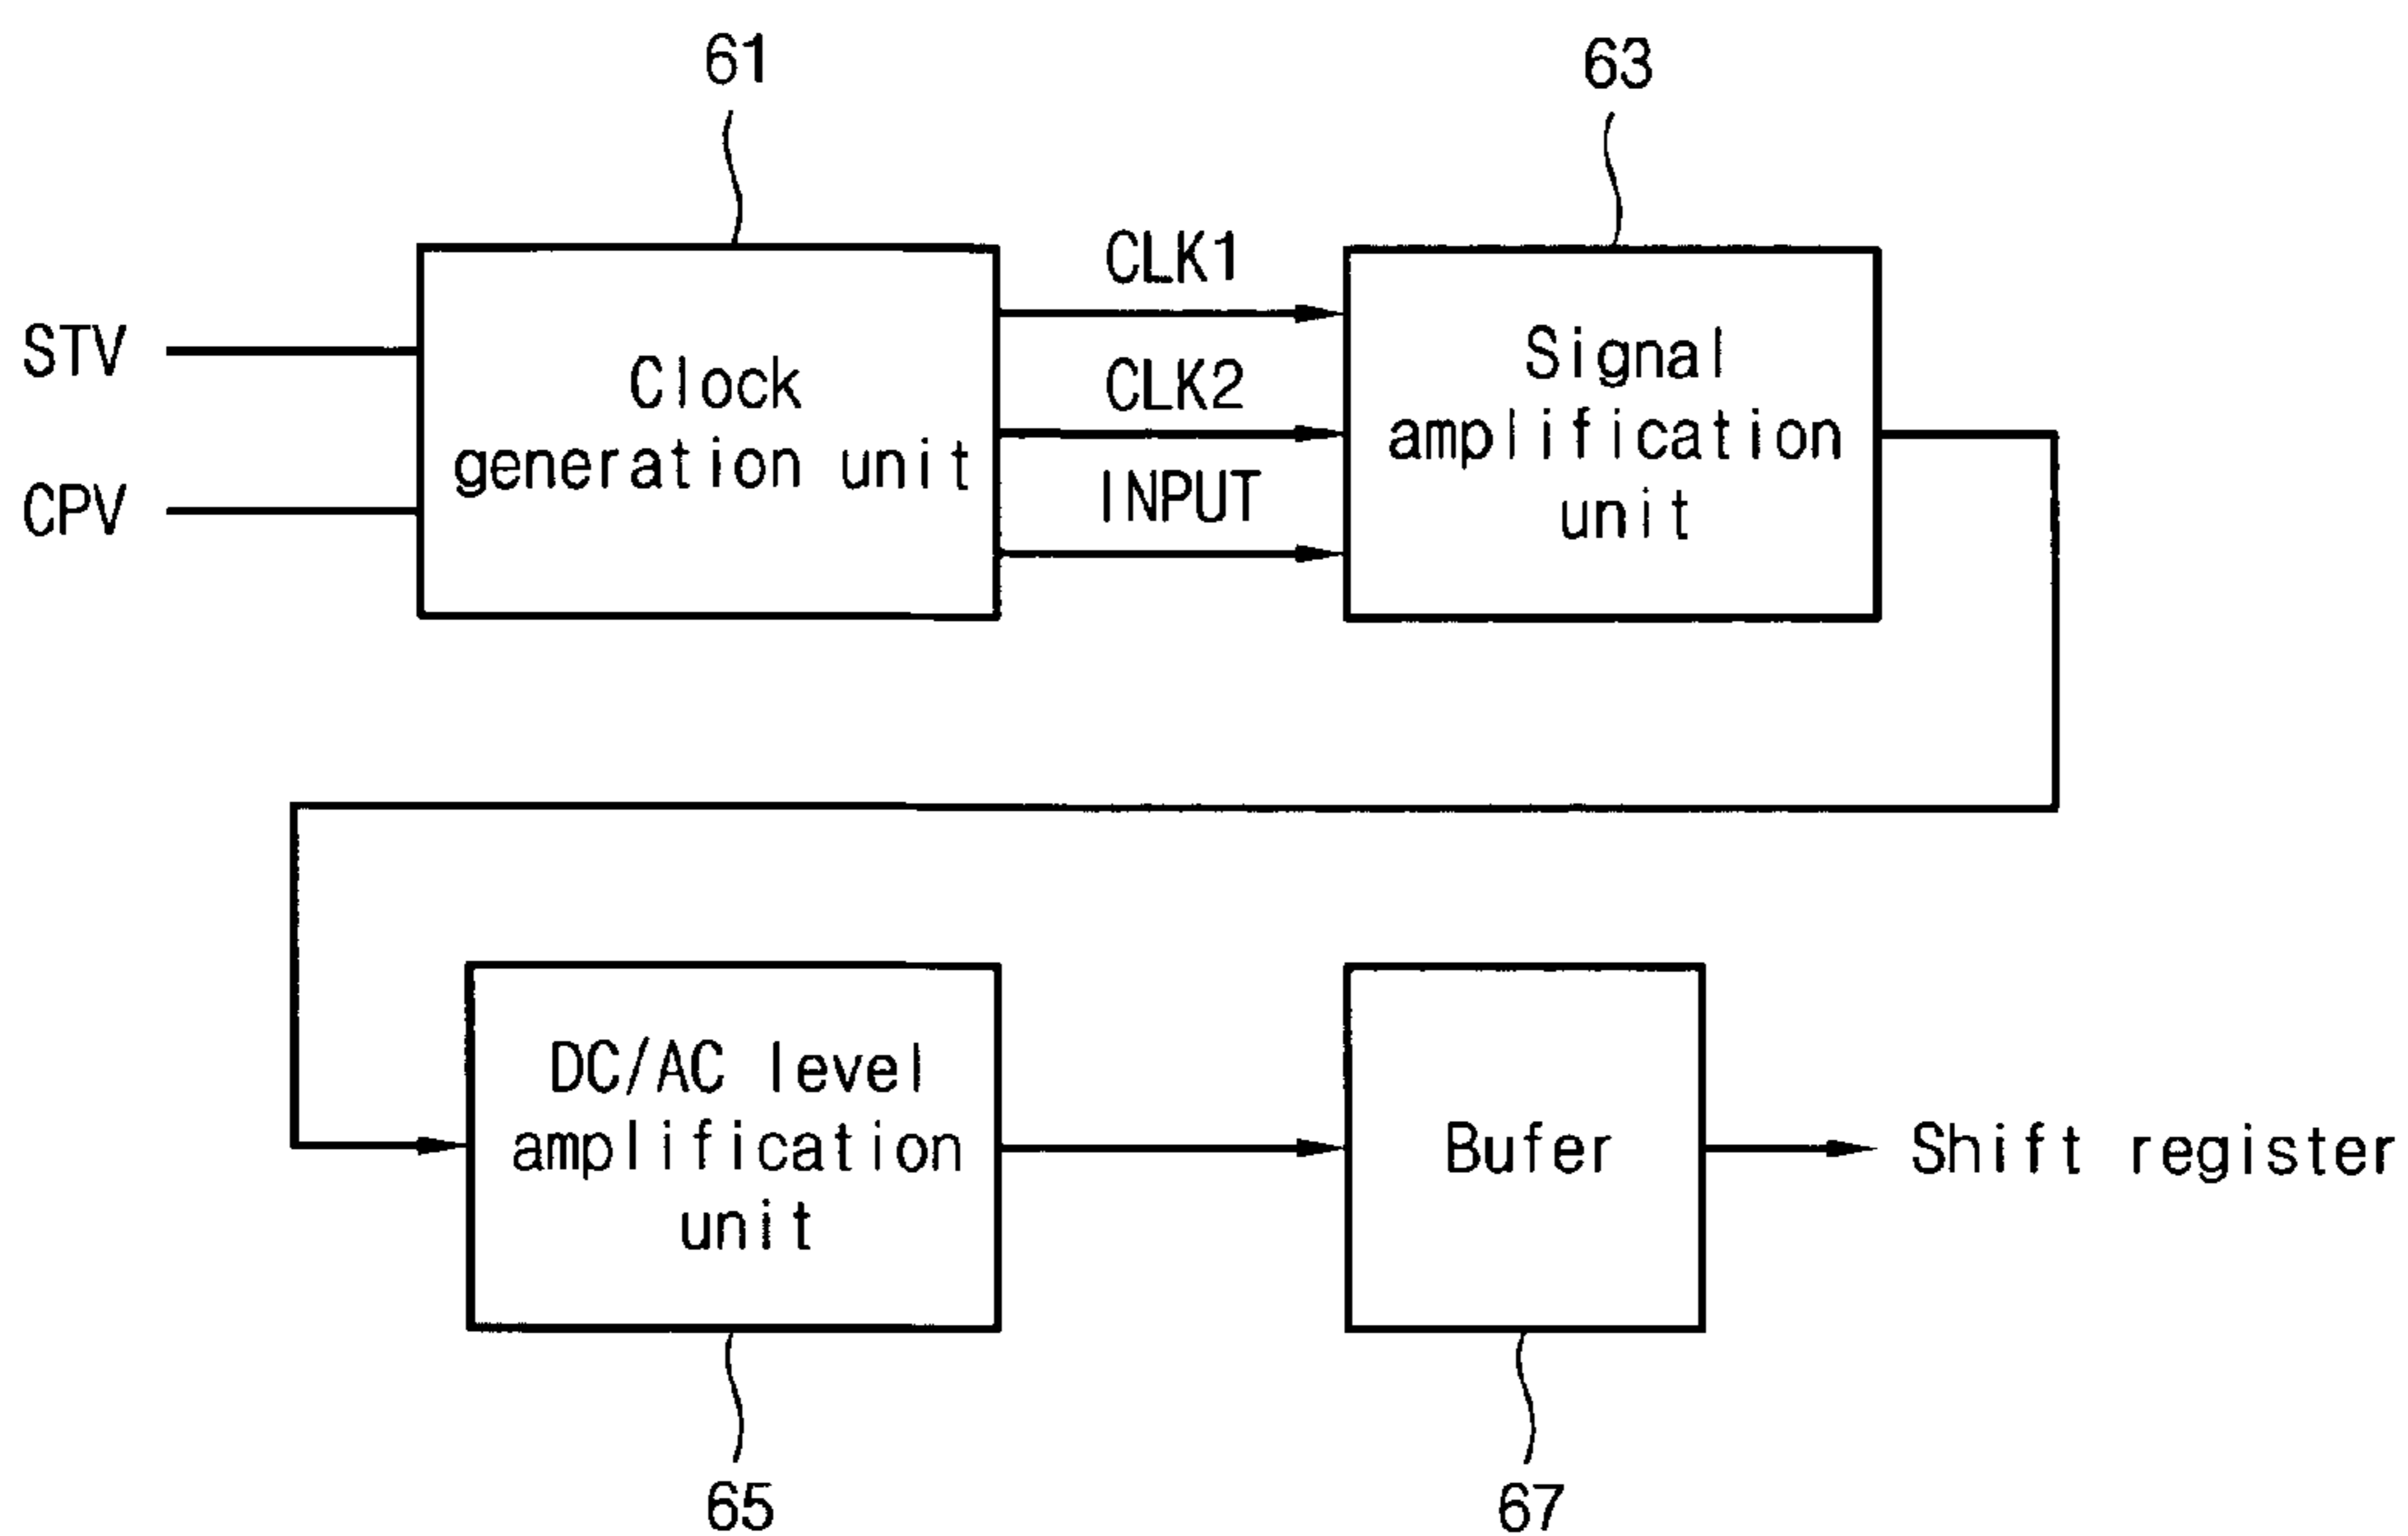 61
63
STV
CPV
Clock
generation unit
CLK1
CLK2
INPUT
Signal
amplification
unit
DC/AC level
amplification
unit
Bufer
Shift register
65
67